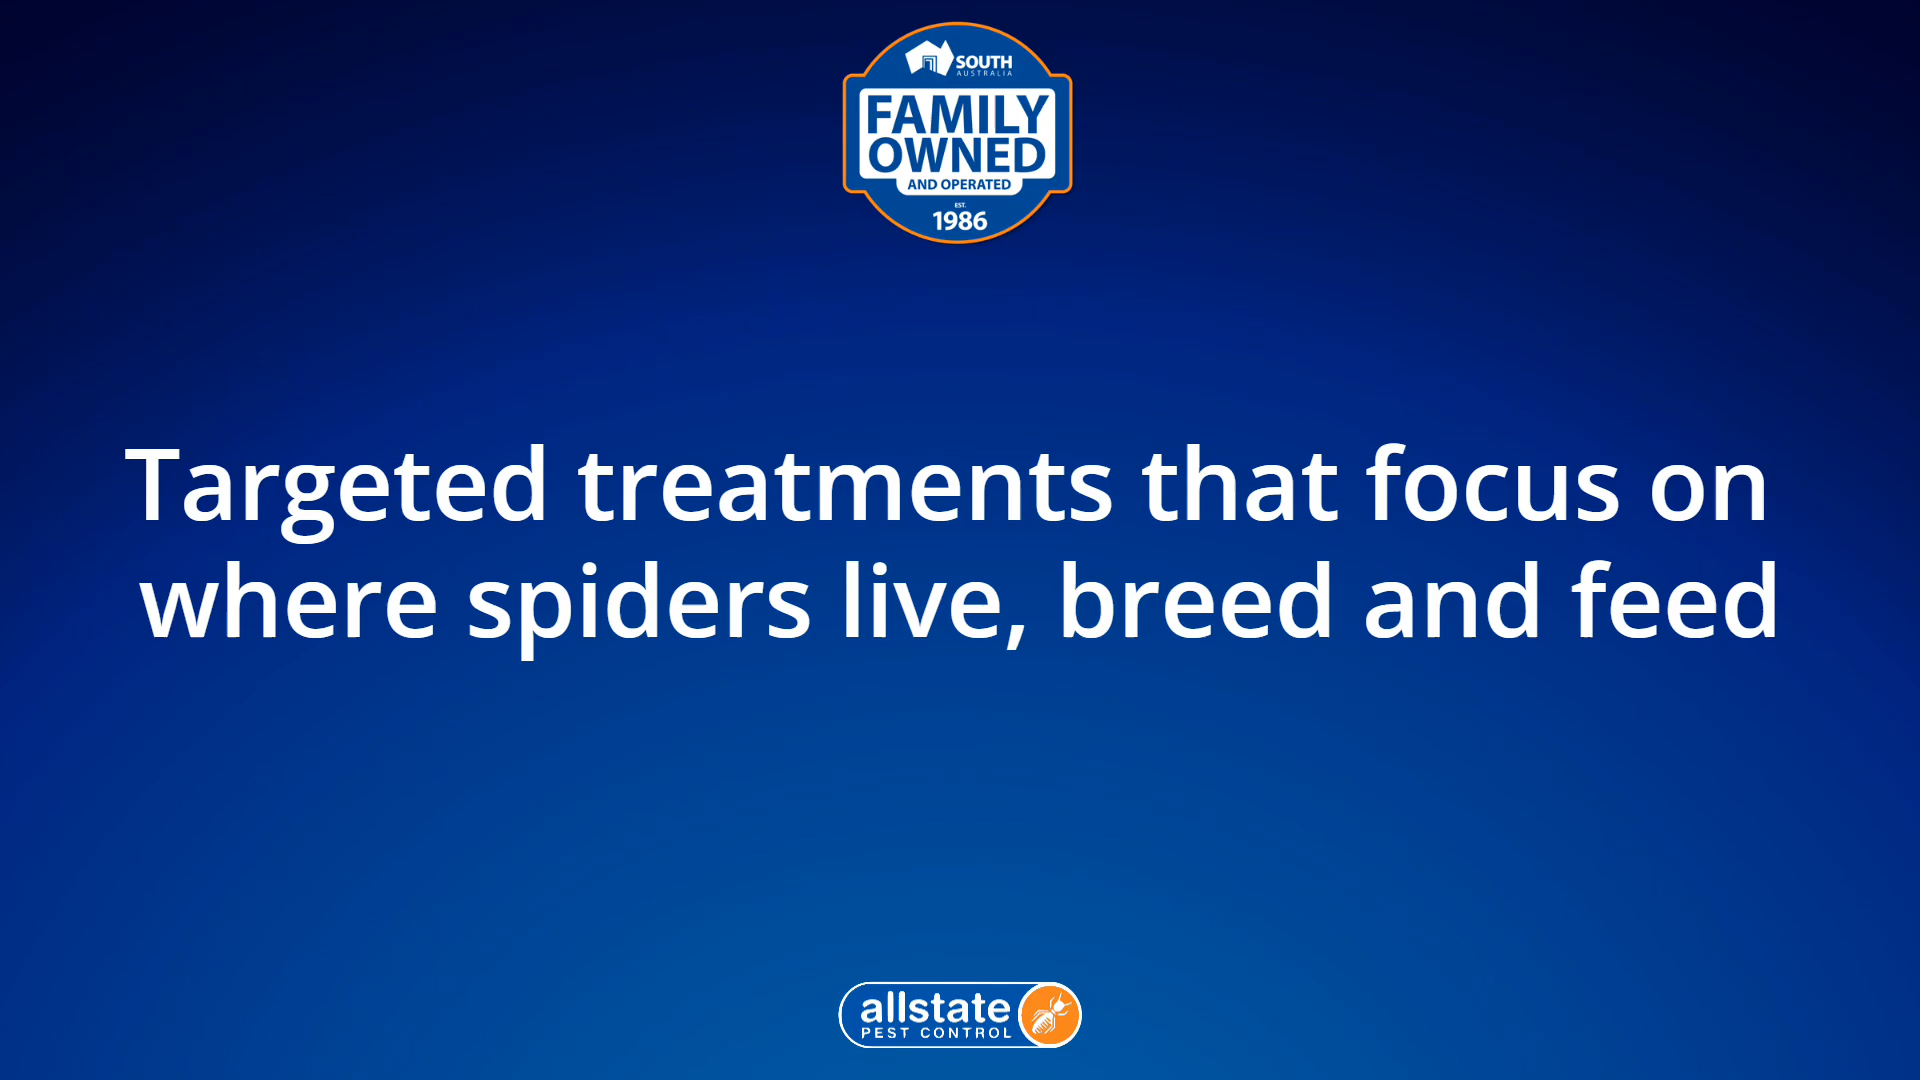 SOUTH
AUSTRALIA
FAMILY
OWNED
AND OPERATED
EST.
1986
Targeted treatments that focus on
where spiders live, breed and feed
allstate
PEST CONTROL